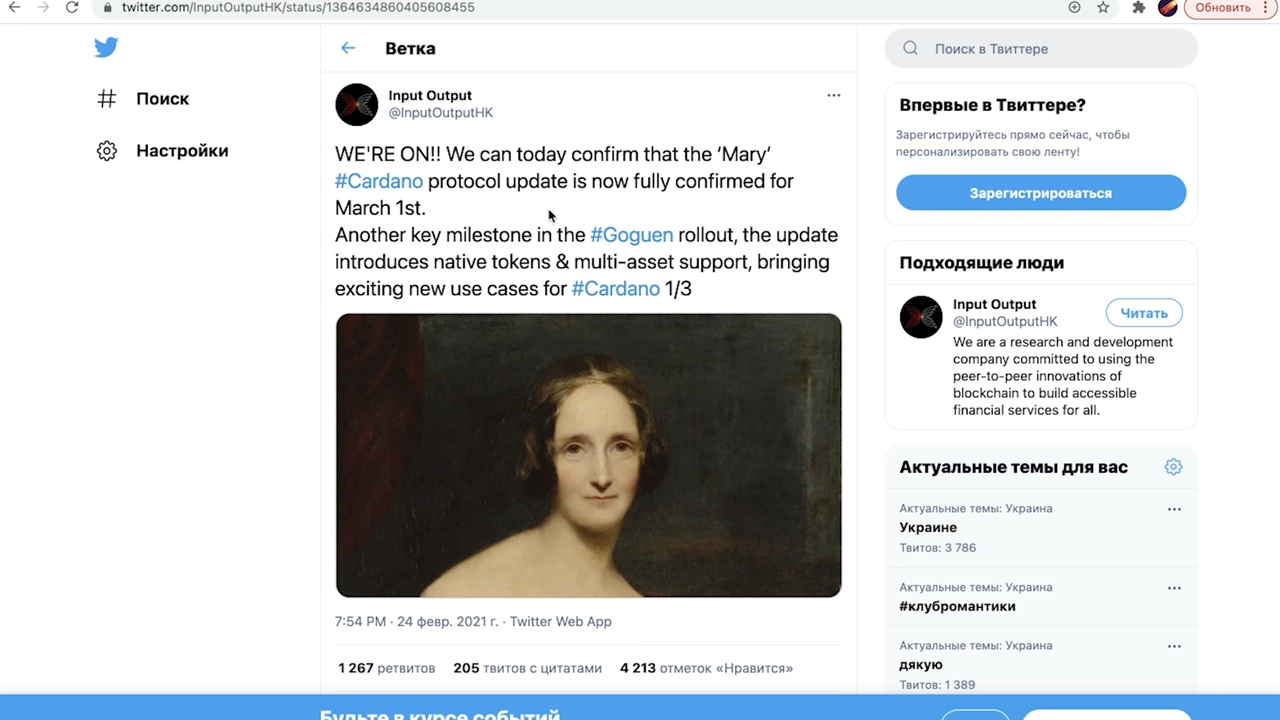 twitter.com/InputOutputHK/status/1364634860405608455
Обновить
Поиск
Настройки
Ветка
Input Output
@InputOutputHK
WE'RE ON!! We can today confirm that the ‘Mary’
#Cardano protocol update is now fully confirmed for
March 1st.
Another key milestone in the #Goguen rollout, the update
introduces native tokens & multi-asset support, bringing
exciting new use cases for #Cardano 1/3
7:54 PM · 24 февр. 2021 г. · Twitter Web App
1 267 ретвитов 205 твитов с цитатами 4 213 отметок «Нравится»
Поиск в Твиттере
Впервые в Твиттере?
Зарегистрируйтесь прямо сейчас, чтобы
персонализировать свою ленту!
Зарегистрироваться
Подходящие люди
Input Output
@InputOutputHK
Читать
We are a research and development
company committed to using the
peer-to-peer innovations of
blockchain to build accessible
financial services for all.
Актуальные темы для вас
Актуальные темы: Украина
Украине
Твитов: 3 786
Актуальные темы: Украина
#клубромантики
Актуальные темы: Украина
дякую
Твитов: 1 389
Будьте в курсе событий